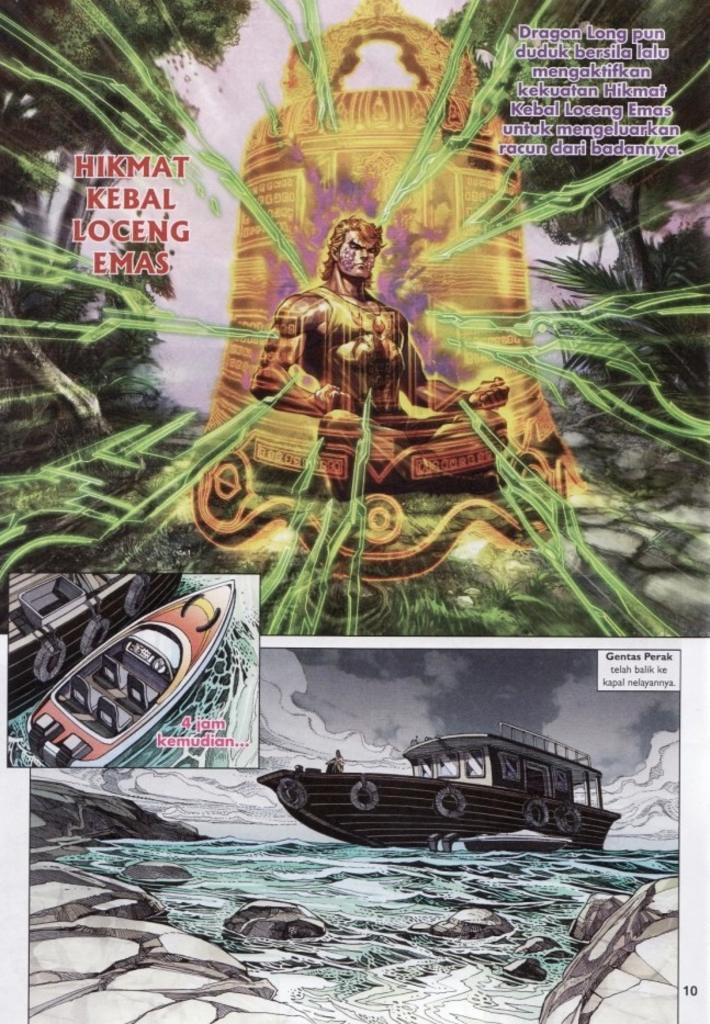 Dragon Long pun
duduk bersila lalu
mengaktifkan
kekuatan Hikmat
Kebal Loceng Emas
untuk mengeluarkan
racun dari badannya.
HIKMAT
KEBAL
LOCENG
EMAS
4 jam
kemudian...
Gentas Perak
telah balik ke
kapal nelayannya.
10